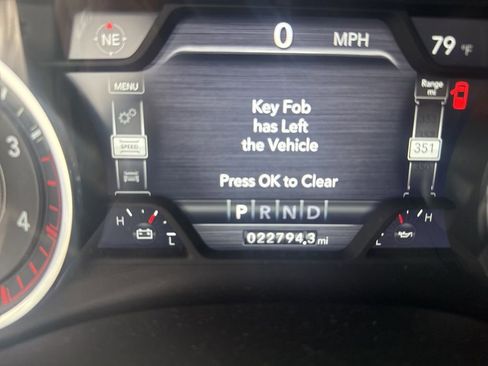 NE
0 MPH
79 °F
MENU
Range
mi
Key Fob
has Left
the Vehicle
SPEED
351
Press OK to Clear
3
4
P R N D
H L
022794.3 mi
H L